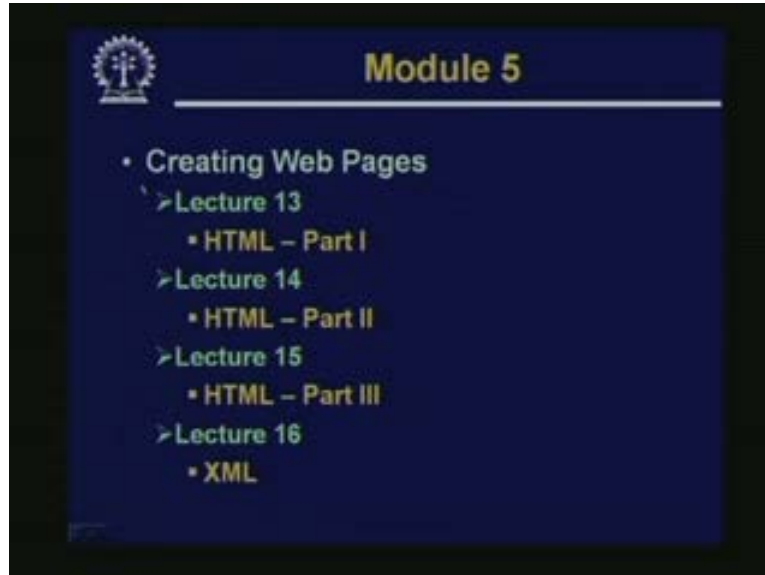 Module 5
• Creating Web Pages
➢Lecture 13
▪ HTML – Part I
➢Lecture 14
▪ HTML – Part II
➢Lecture 15
▪ HTML – Part III
➢Lecture 16
▪ XML